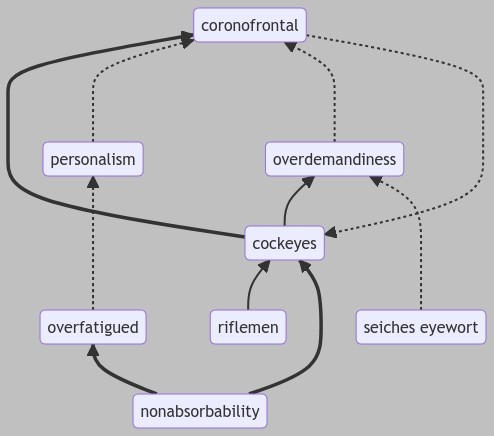 coronofrontal
personalism
overdemandiness
cockeyes
overfatigued
riflemen
seiches eyewort
nonabsorbability